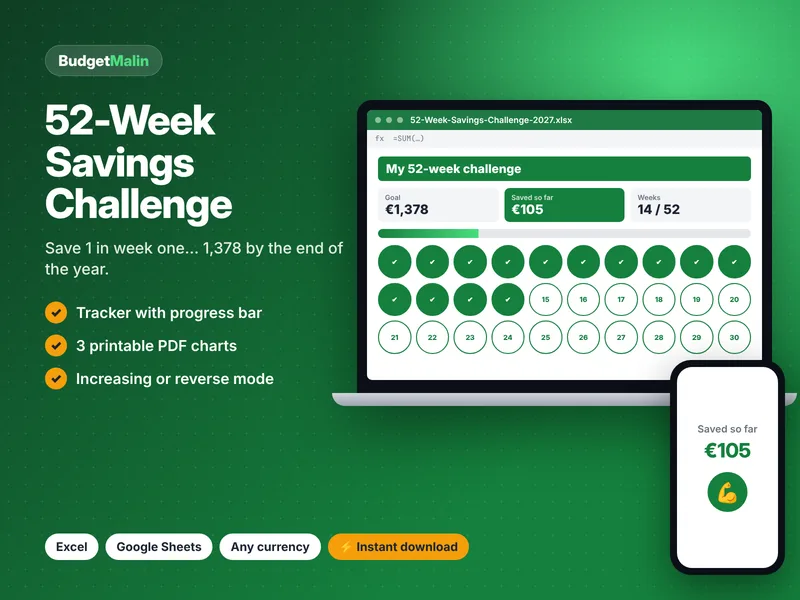 BudgetMalin
52-Week
Savings
Challenge
Save 1 in week one... 1,378 by the end of
the year.
Tracker with progress bar
3 printable PDF charts
Increasing or reverse mode
Excel
Google Sheets
Any currency
⚡ Instant download
52-Week-Savings-Challenge-2027.xlsx
fx =SUM(…)
My 52-week challenge
Goal
€1,378
Saved so far
€105
Weeks
14 / 52
✓ ✓ ✓ ✓ ✓ ✓ ✓ ✓ ✓ ✓
✓ ✓ ✓ ✓ 15 16 17 18 19 20
21 22 23 24 25 26 27 28 29 30
Saved so far
€105